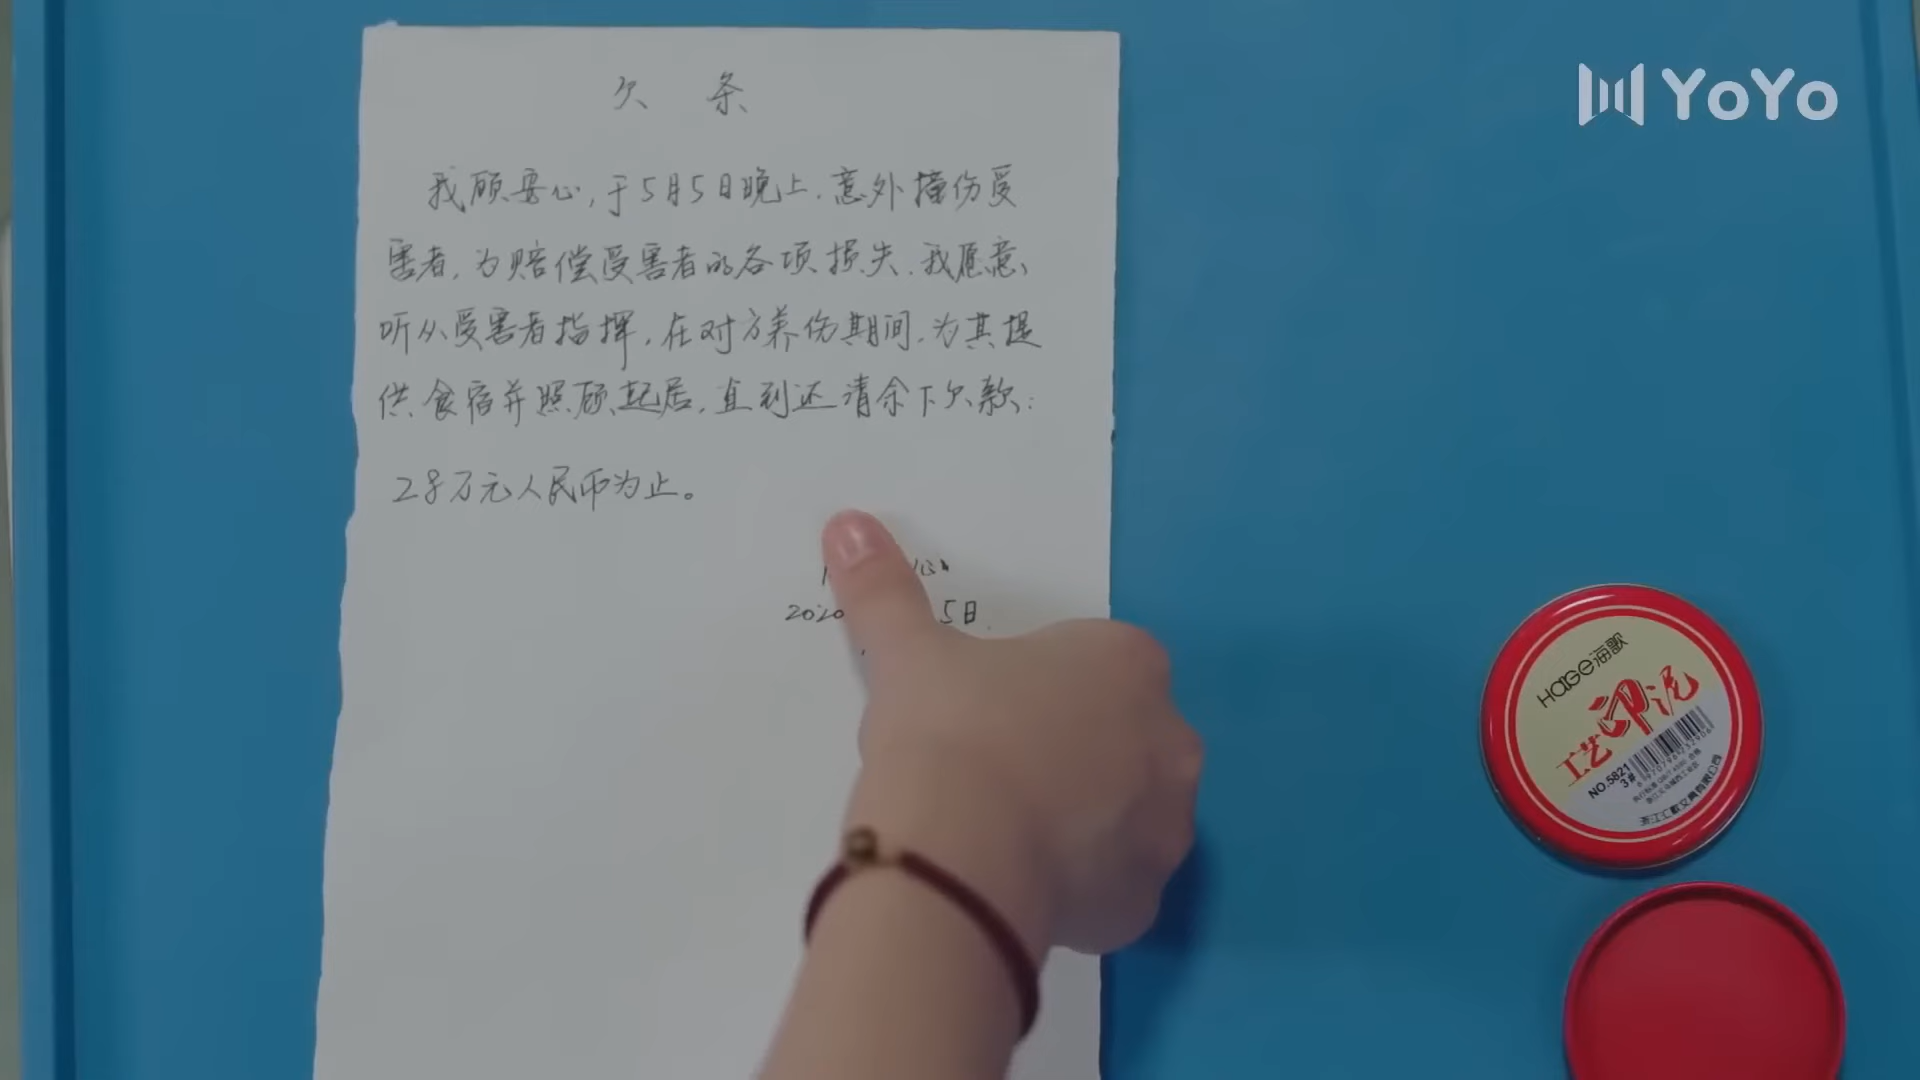 欠 条
我顾安心,于5月5日晚上,意外撞伤受
害者,为赔偿受害者的各项损失,我愿意
听从受害者指挥,在对方养伤期间,为其提
供食宿并照顾起居,直到还清余下欠款:
28万元人民币为止。
心
2020 5日
YoYo
HAGE海歌
工艺印泥
NO.5821
3#